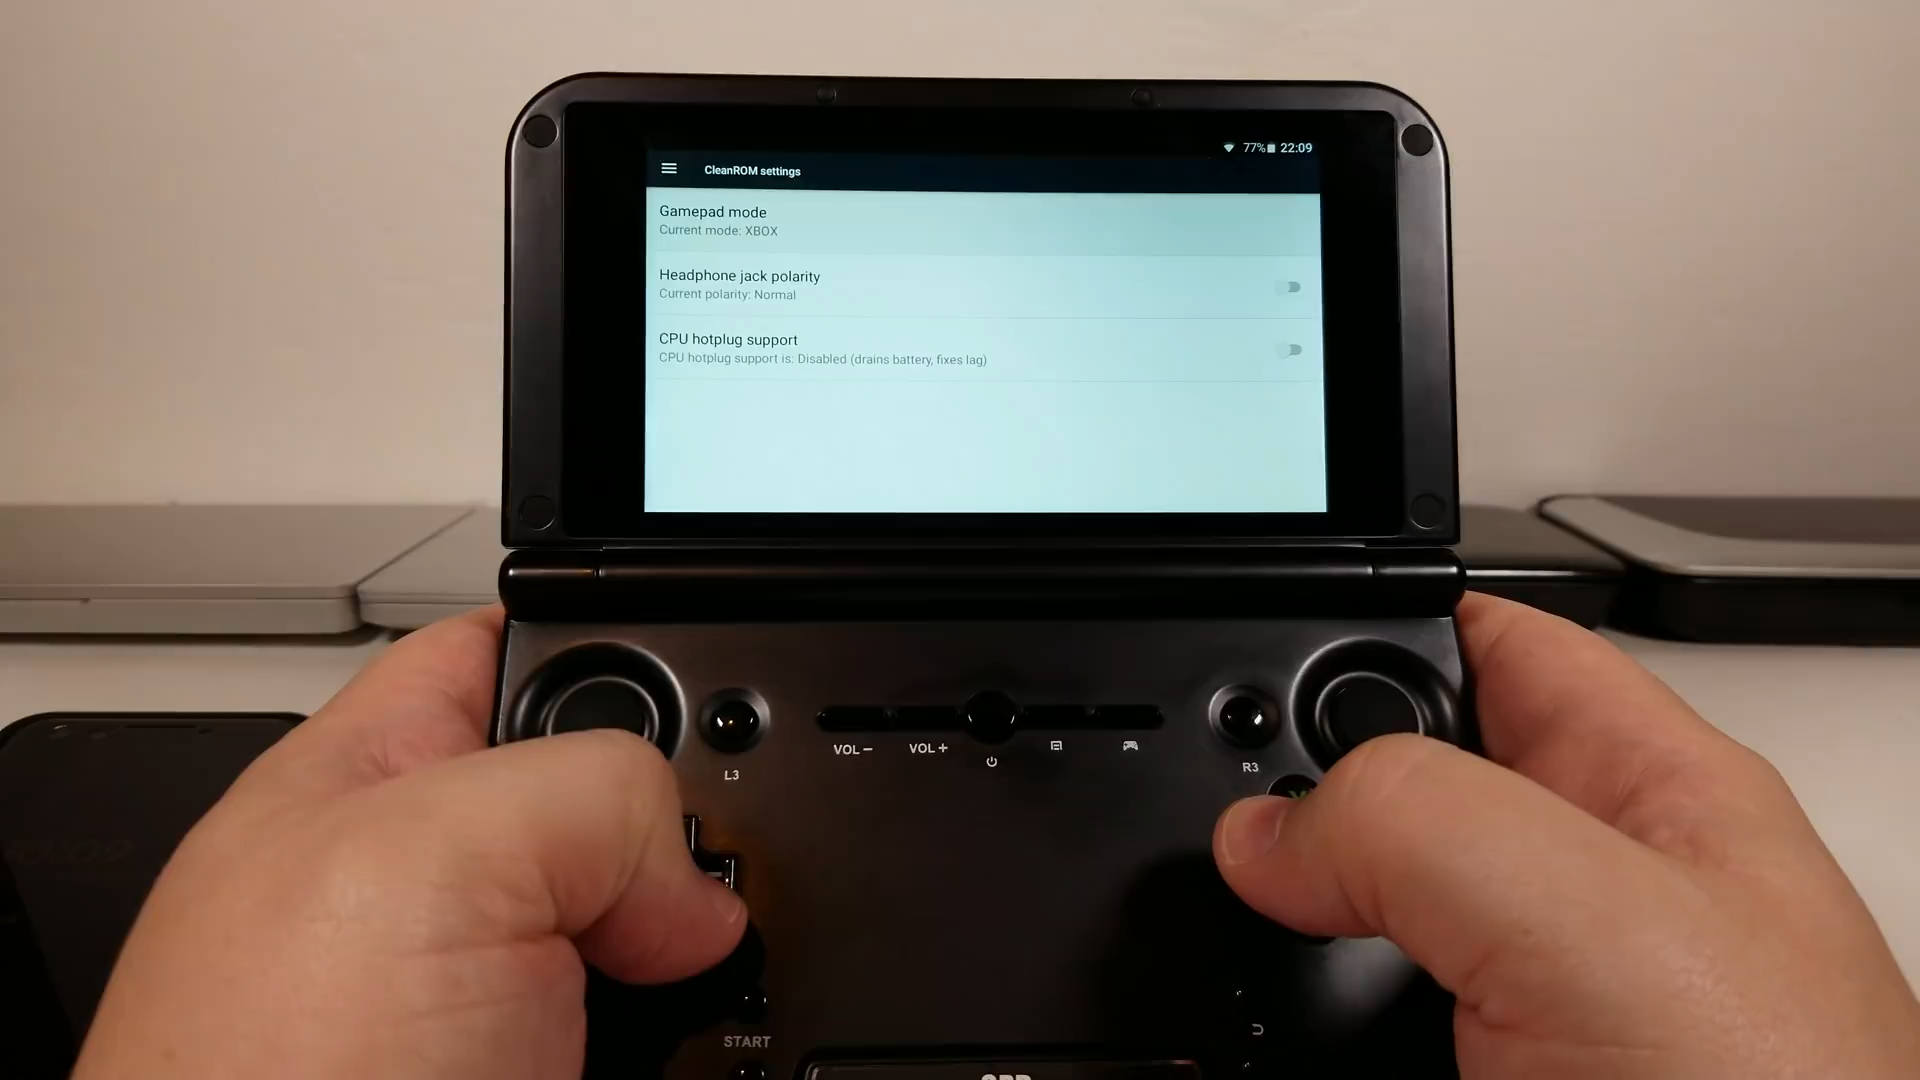 77% 22:09
CleanROM settings
Gamepad mode
Current mode: XBOX
Headphone jack polarity
Current polarity: Normal
CPU hotplug support
CPU hotplug support is: Disabled (drains battery, fixes lag)
VOL− VOL+
L3
R3
START